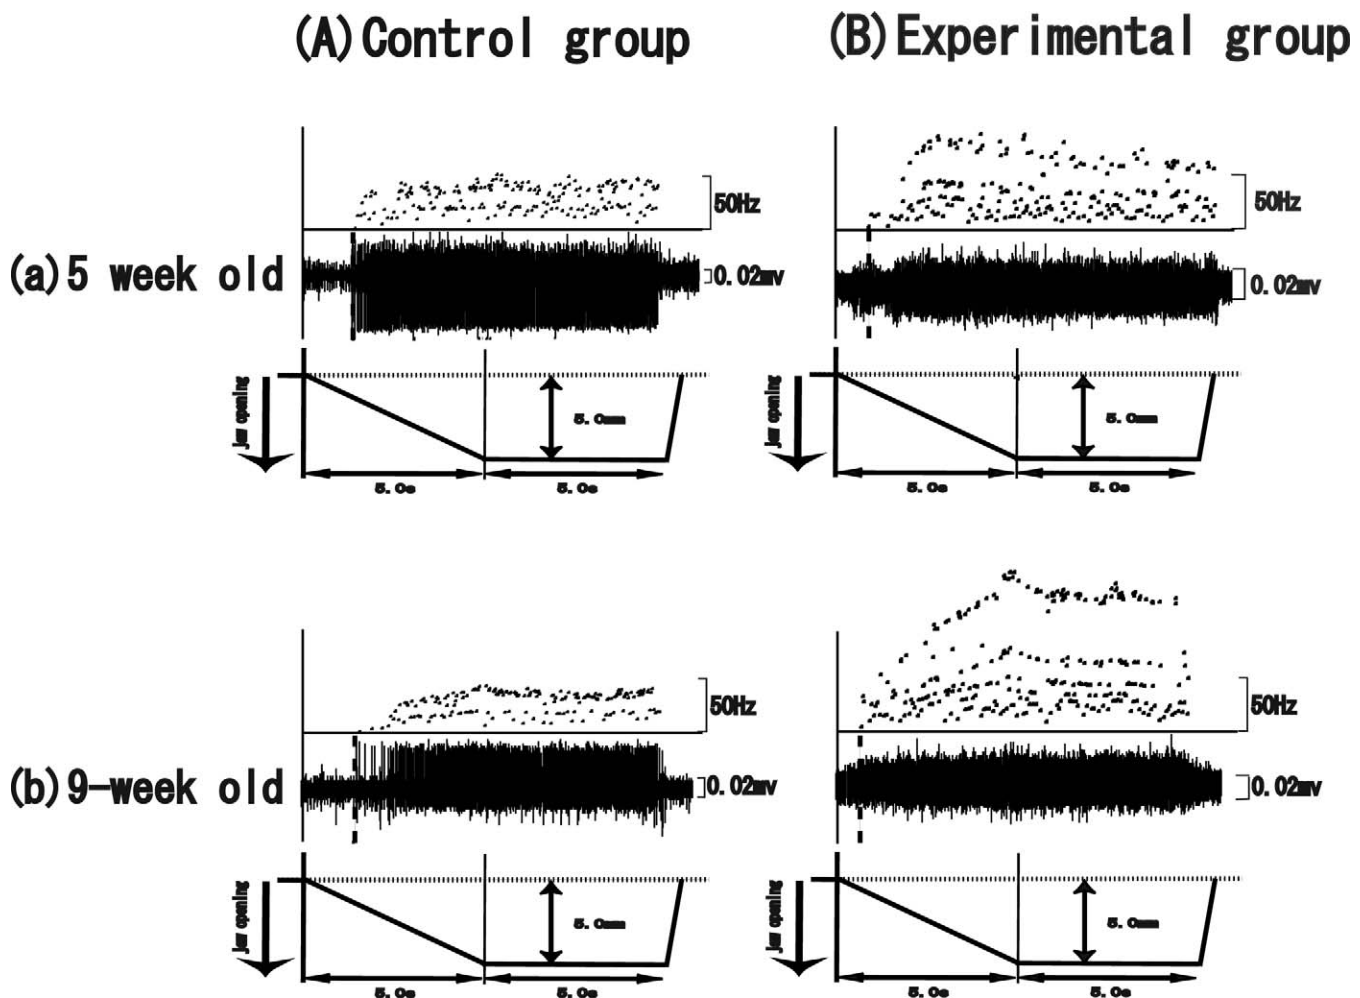 (A)Control group
(B)Experimental group
(a)5 week old
50Hz
0.02mv
50Hz
0.02mv
jaw opening
5.0mm
5.0s
5.0s
jaw opening
5.0mm
5.0s
5.0s
(b)9-week old
50Hz
0.02mv
50Hz
0.02mv
jaw opening
5.0mm
5.0s
5.0s
jaw opening
5.0mm
5.0s
5.0s